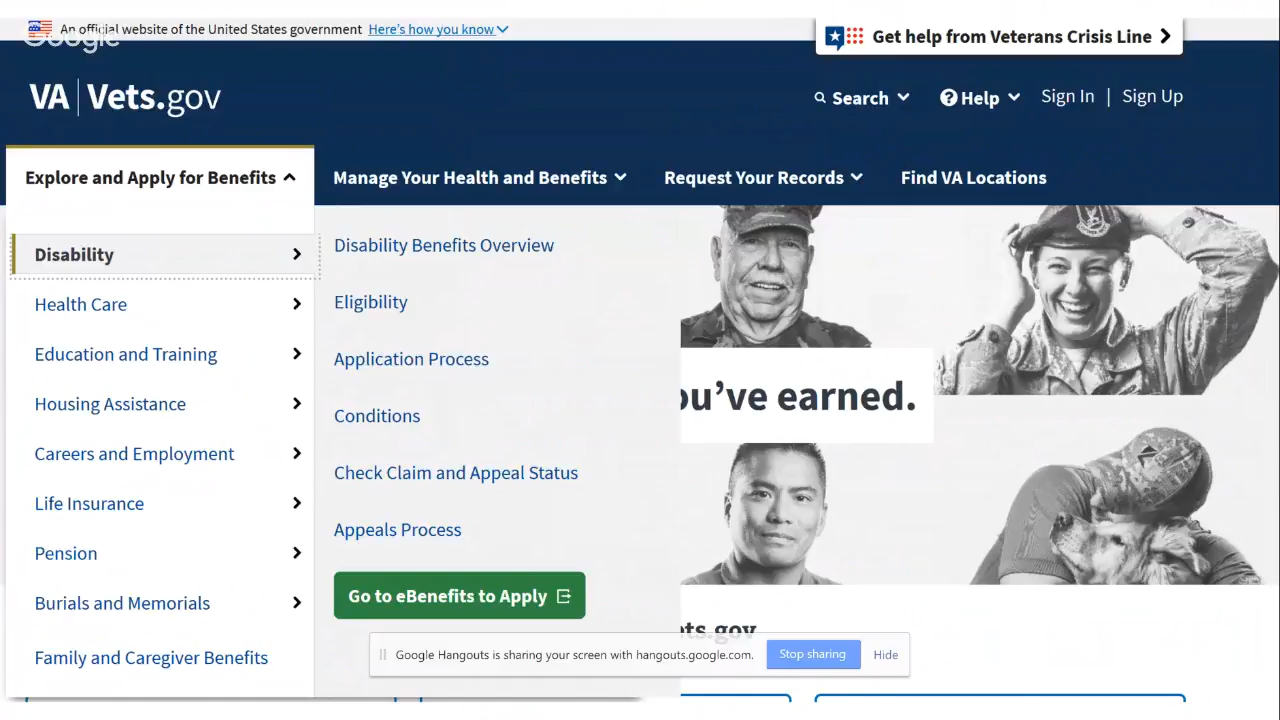 An official website of the United States government Here's how you know
Google
Get help from Veterans Crisis Line
VA Vets.gov
Search Help Sign In | Sign Up
Explore and Apply for Benefits Manage Your Health and Benefits Request Your Records Find VA Locations
Disability
Health Care
Education and Training
Housing Assistance
Careers and Employment
Life Insurance
Pension
Burials and Memorials
Family and Caregiver Benefits
Disability Benefits Overview
Eligibility
Application Process
Conditions
Check Claim and Appeal Status
Appeals Process
Go to eBenefits to Apply
ou've earned.
ts.gov
Google Hangouts is sharing your screen with hangouts.google.com. Stop sharing Hide